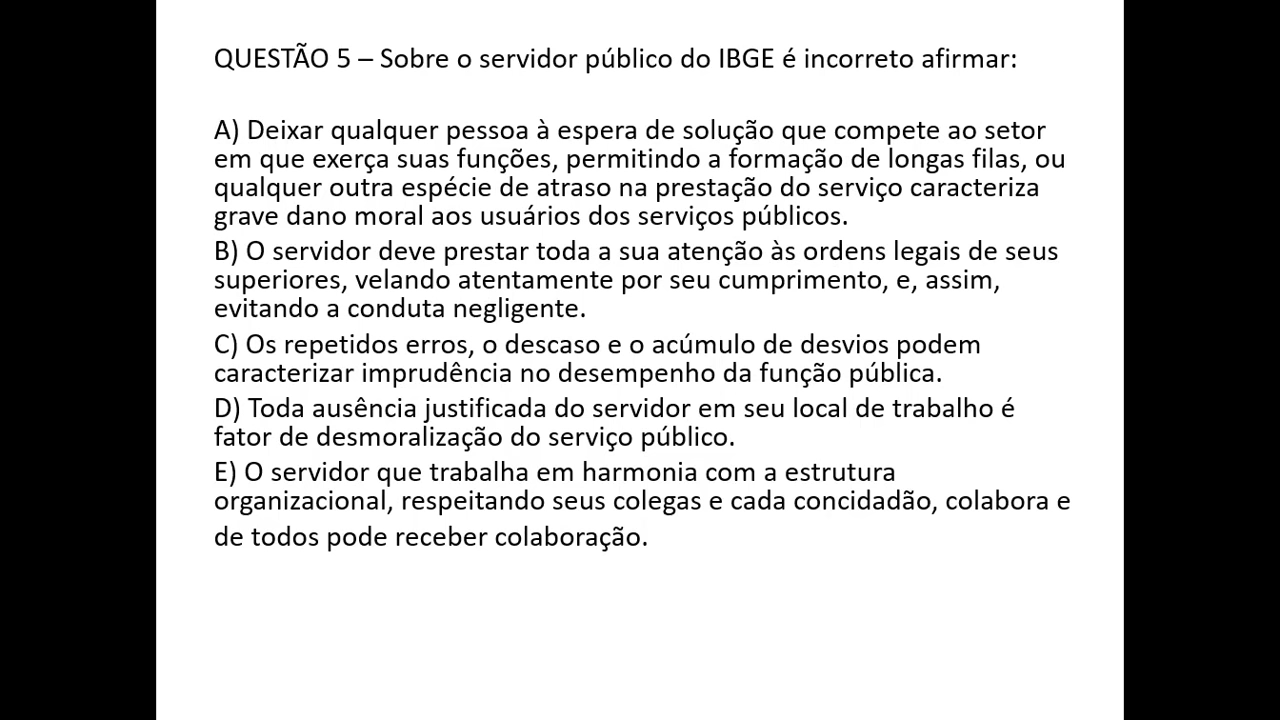 QUESTÃO 5 – Sobre o servidor público do IBGE é incorreto afirmar:
A) Deixar qualquer pessoa à espera de solução que compete ao setor
em que exerça suas funções, permitindo a formação de longas filas, ou
qualquer outra espécie de atraso na prestação do serviço caracteriza
grave dano moral aos usuários dos serviços públicos.
B) O servidor deve prestar toda a sua atenção às ordens legais de seus
superiores, velando atentamente por seu cumprimento, e, assim,
evitando a conduta negligente.
C) Os repetidos erros, o descaso e o acúmulo de desvios podem
caracterizar imprudência no desempenho da função pública.
D) Toda ausência justificada do servidor em seu local de trabalho é
fator de desmoralização do serviço público.
E) O servidor que trabalha em harmonia com a estrutura
organizacional, respeitando seus colegas e cada concidadão, colabora e
de todos pode receber colaboração.